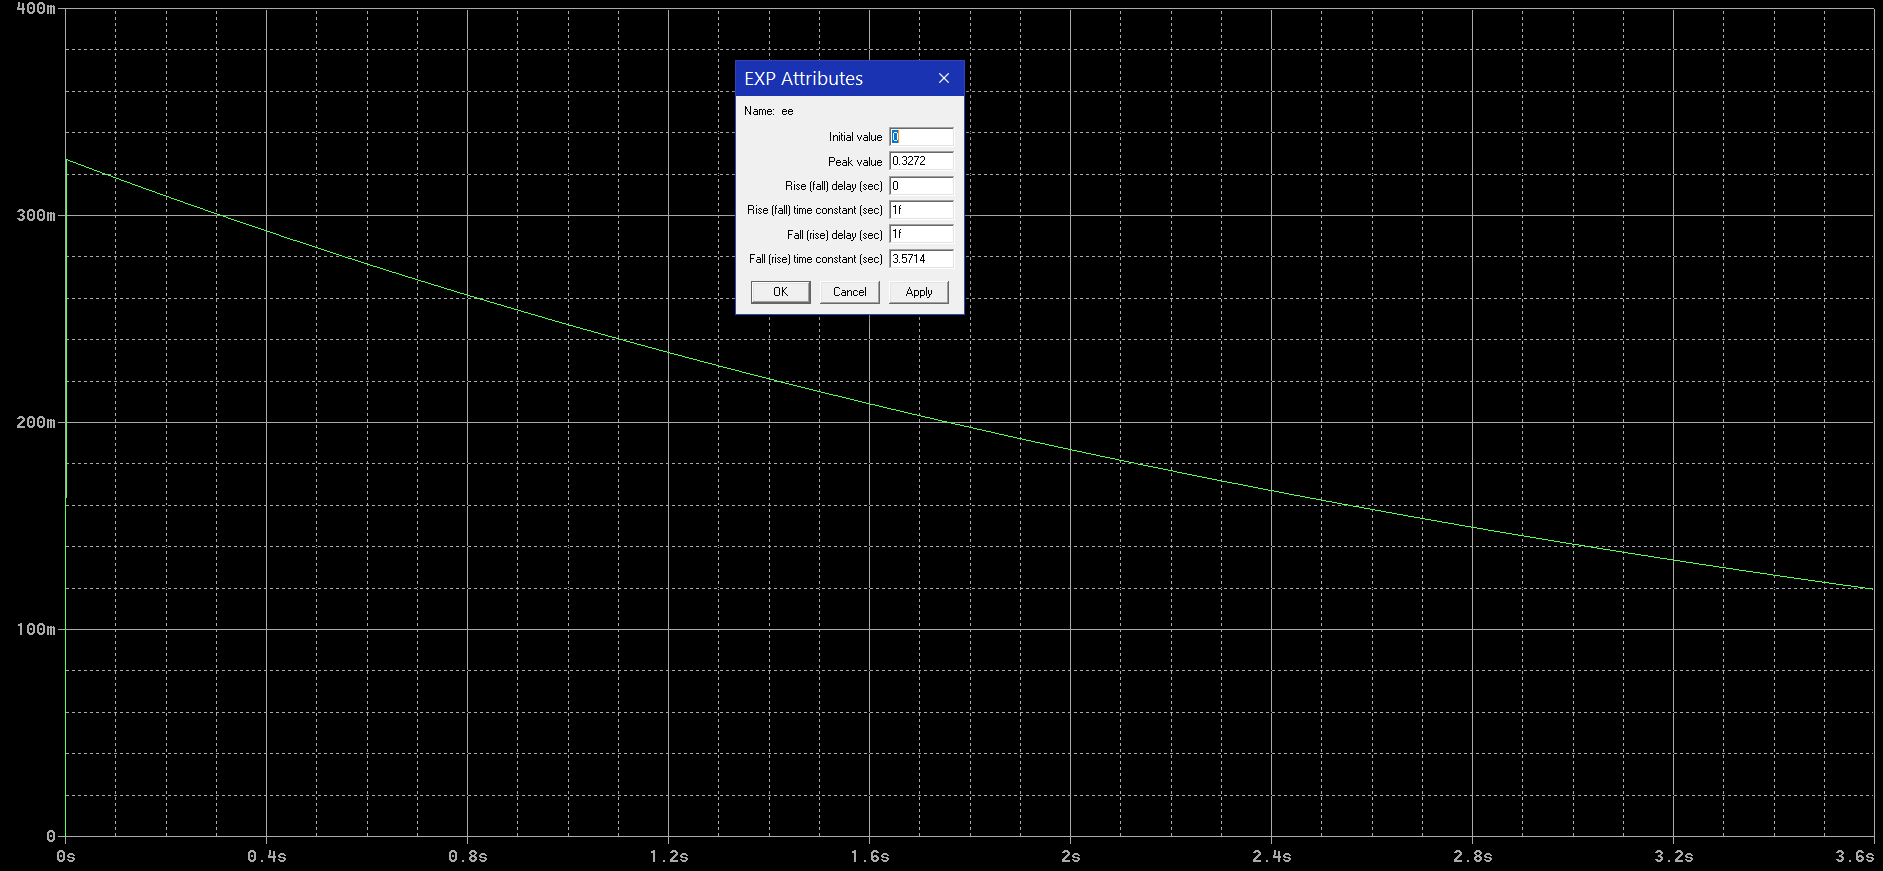 400m
300m
200m
100m
0
0s 0.4s 0.8s 1.2s 1.6s 2s 2.4s 2.8s 3.2s 3.6s
EXP Attributes
Name: ee
Initial value 0
Peak value 0.3272
Rise (fall) delay (sec) 0
Rise (fall) time constant (sec) 1f
Fall (rise) delay (sec) 1f
Fall (rise) time constant (sec) 3.5714
OK Cancel Apply